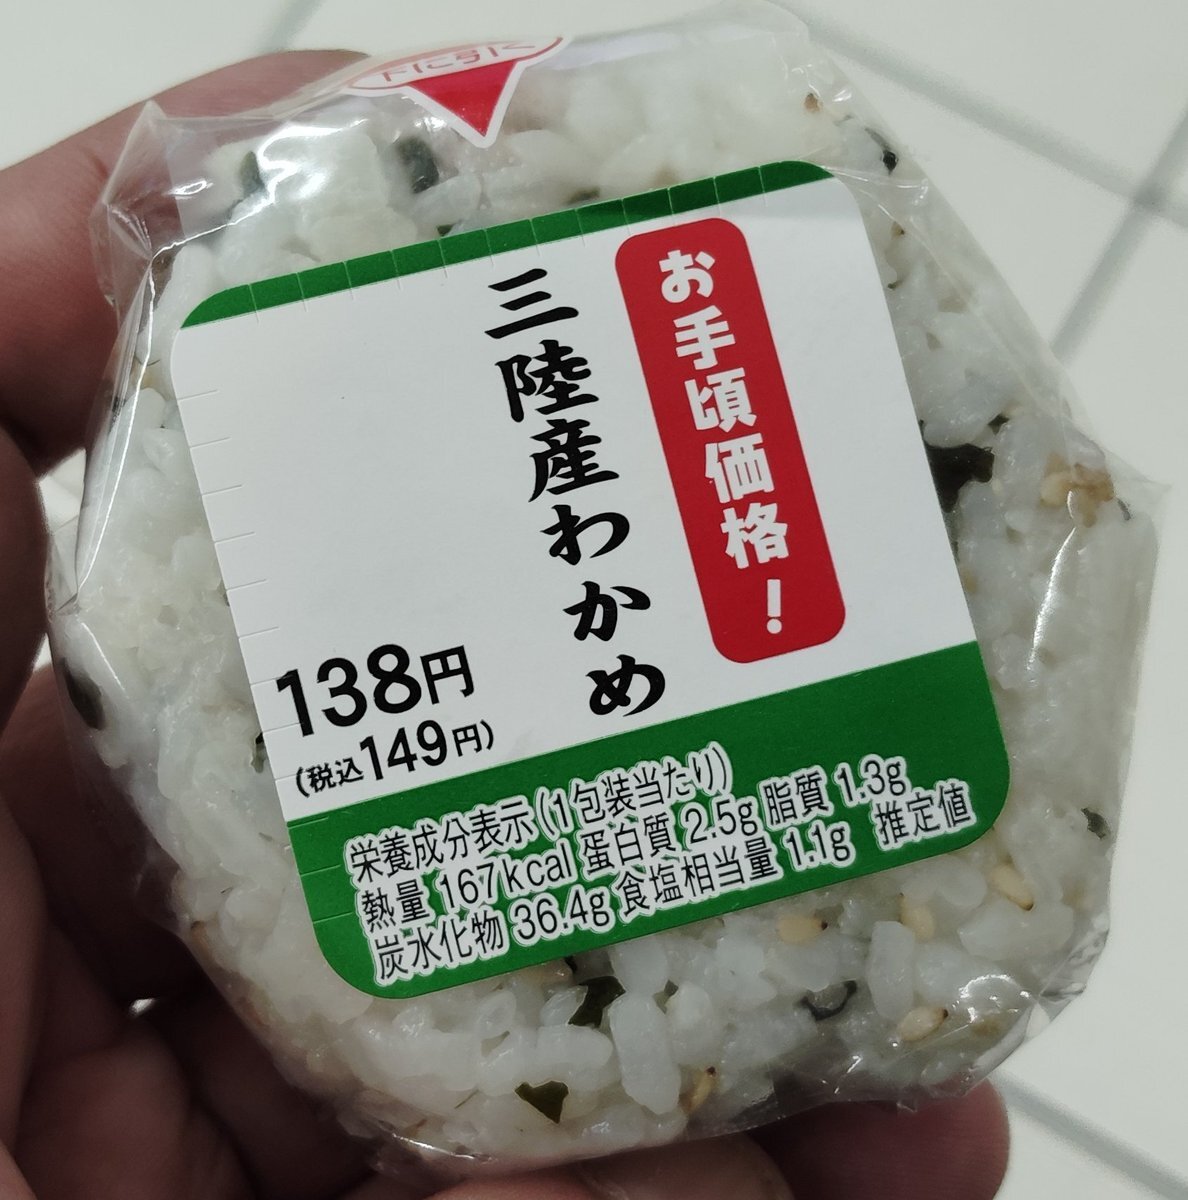 お手頃価格!
三陸産わかめ
138円
(税込149円)
栄養成分表示(1包装当たり)
熱量 167kcal 蛋白質 2.5g 脂質 1.3g
炭水化物 36.4g 食塩相当量 1.1g 推定値